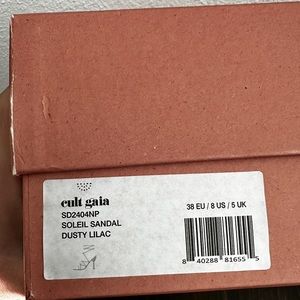 cult gaia
SD2404NP
SOLEIL SANDAL
DUSTY LILAC
38 EU / 8 US / 5 UK
8 40288 81655 5